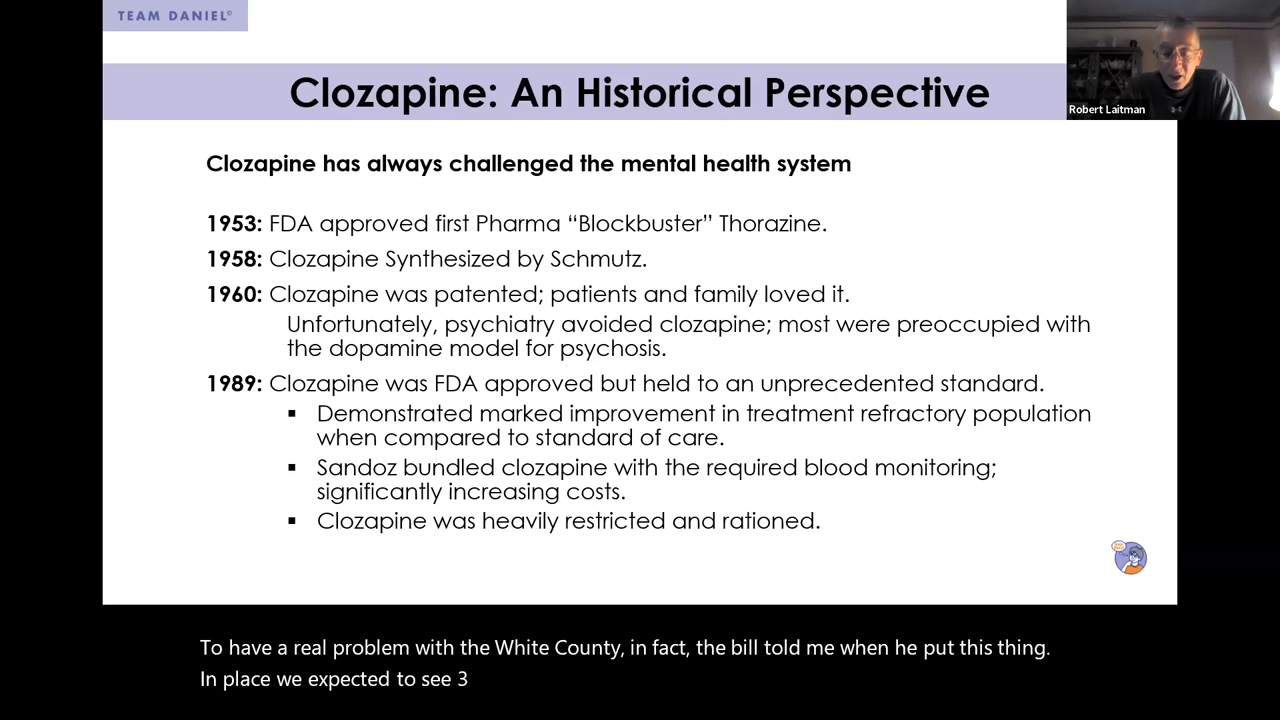 TEAM DANIEL©
Clozapine: An Historical Perspective
Robert Laitman
Clozapine has always challenged the mental health system
1953: FDA approved first Pharma “Blockbuster” Thorazine.
1958: Clozapine Synthesized by Schmutz.
1960: Clozapine was patented; patients and family loved it.
Unfortunately, psychiatry avoided clozapine; most were preoccupied with
the dopamine model for psychosis.
1989: Clozapine was FDA approved but held to an unprecedented standard.
▪ Demonstrated marked improvement in treatment refractory population
when compared to standard of care.
▪ Sandoz bundled clozapine with the required blood monitoring;
significantly increasing costs.
▪ Clozapine was heavily restricted and rationed.
To have a real problem with the White County, in fact, the bill told me when he put this thing.
In place we expected to see 3